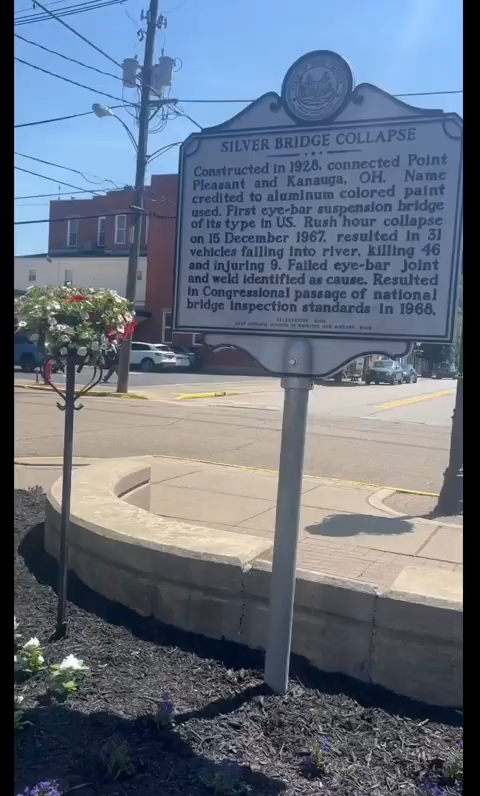 SILVER BRIDGE COLLAPSE
Constructed in 1928, connected Point
Pleasant and Kanauga, OH. Name
credited to aluminum colored paint
used. First eye-bar suspension bridge
of its type in US. Rush hour collapse
on 15 December 1967, resulted in 31
vehicles falling into river, killing 46
and injuring 9. Failed eye-bar joint
and weld identified as cause. Resulted
in Congressional passage of national
bridge inspection standards in 1968.